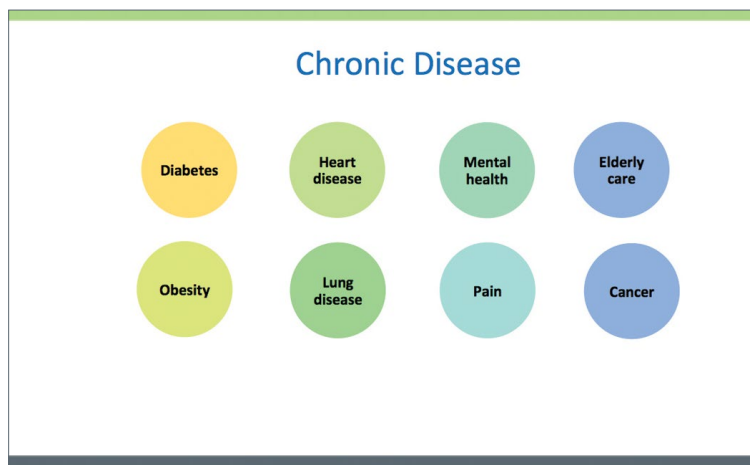 Chronic Disease
Diabetes
Heart
disease
Mental
health
Elderly
care
Obesity
Lung
disease
Pain
Cancer